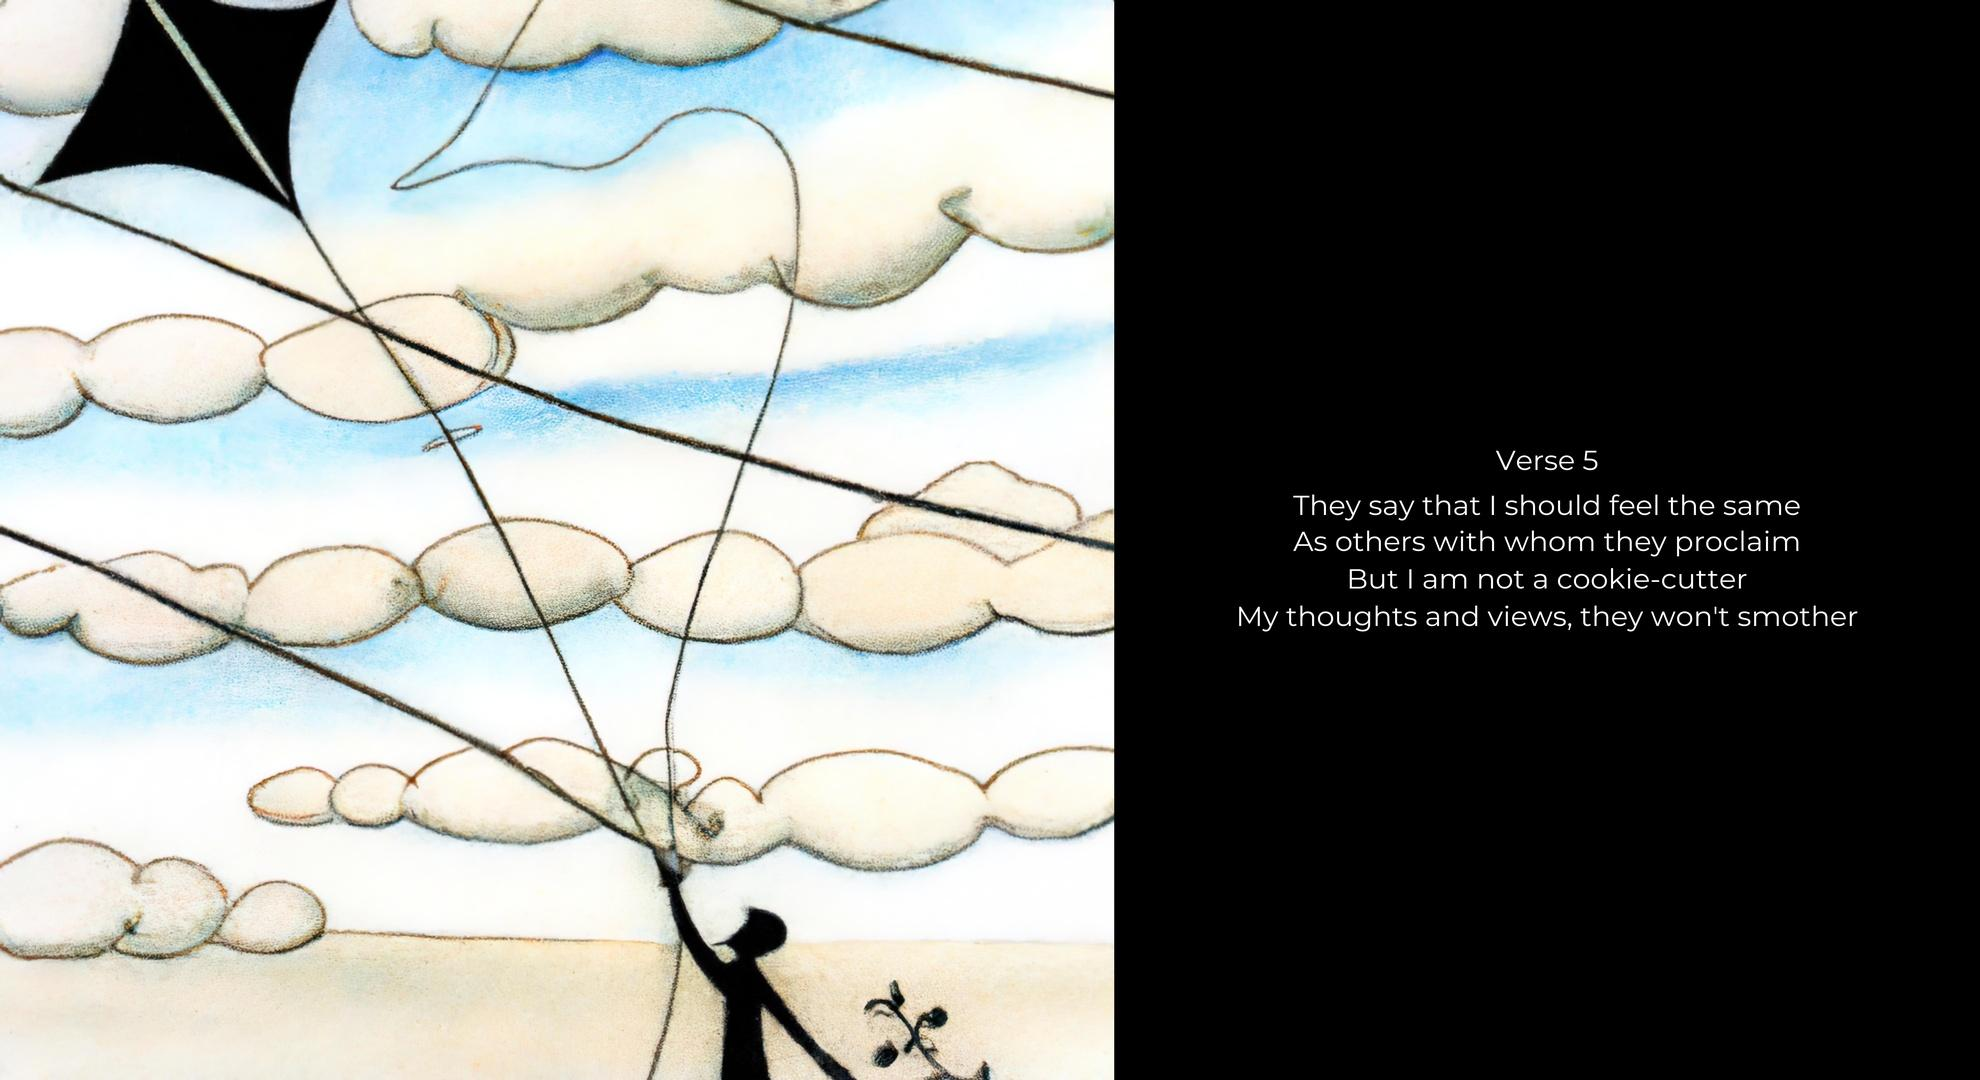 Verse 5
They say that I should feel the same
As others with whom they proclaim
But I am not a cookie-cutter
My thoughts and views, they won't smother